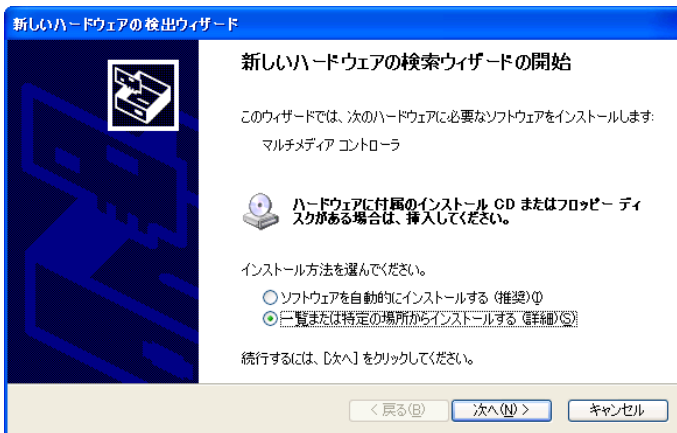 新しいハードウェアの検出ウィザード
新しいハードウェアの検索ウィザードの開始
このウィザードでは、次のハードウェアに必要なソフトウェアをインストールします:
マルチメディア コントローラ
ハードウェアに付属のインストール CD またはフロッピー ディ
スクがある場合は、挿入してください。
インストール方法を選んでください。
ソフトウェアを自動的にインストールする (推奨)(I)
一覧または特定の場所からインストールする (詳細)(S)
続行するには、[次へ] をクリックしてください。
< 戻る(B) 次へ(N) > キャンセル